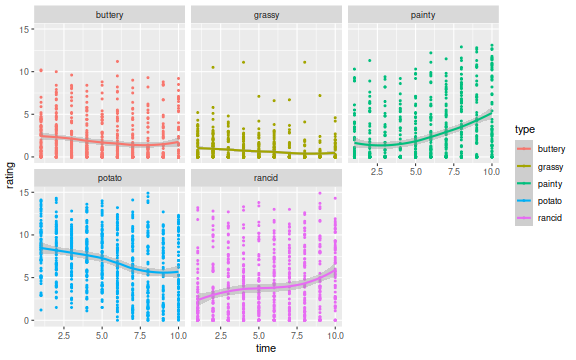 buttery grassy painty
15
10
5
0
2.5 5.0 7.5 10.0
potato rancid
15
10
5
0
2.5 5.0 7.5 10.0 2.5 5.0 7.5 10.0
rating
time
type
buttery
grassy
painty
potato
rancid